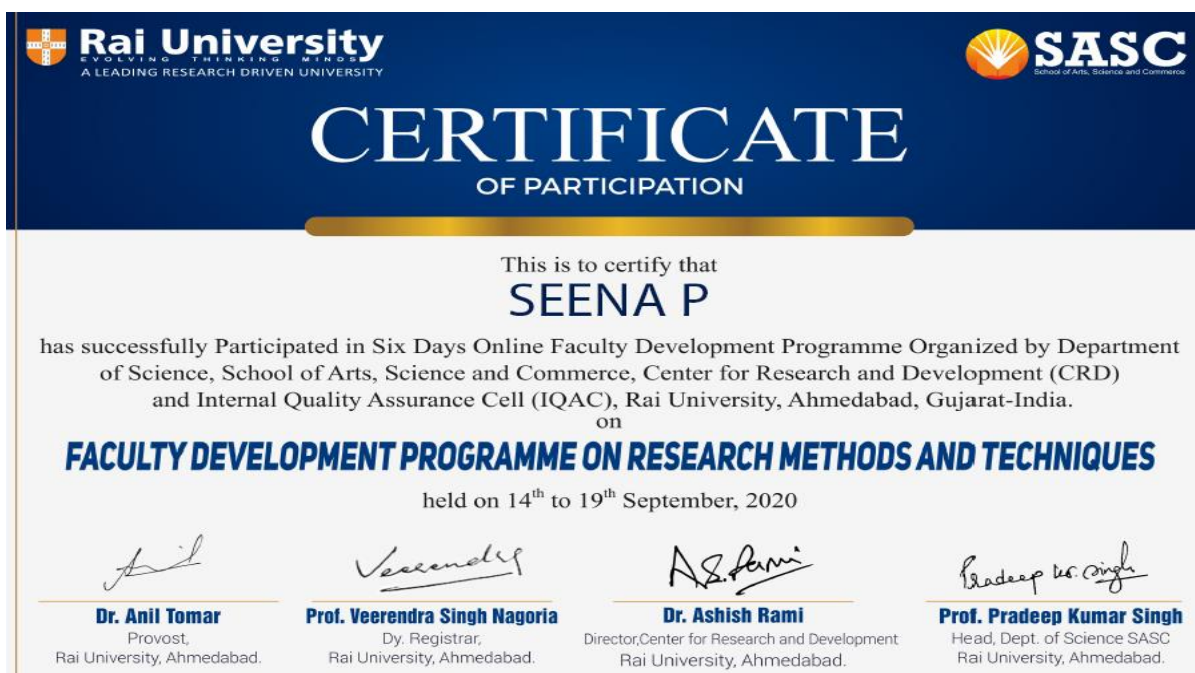 Rai University
EVOLVING THINKING MINDS
A LEADING RESEARCH DRIVEN UNIVERSITY
SASC
School of Arts, Science and Commerce
CERTIFICATE
OF PARTICIPATION
This is to certify that
SEENA P
has successfully Participated in Six Days Online Faculty Development Programme Organized by Department
of Science, School of Arts, Science and Commerce, Center for Research and Development (CRD)
and Internal Quality Assurance Cell (IQAC), Rai University, Ahmedabad, Gujarat-India.
on
FACULTY DEVELOPMENT PROGRAMME ON RESEARCH METHODS AND TECHNIQUES
held on 14th to 19th September, 2020
Anil
Veerendra
A.S. Rami
Pradeep Kr. Singh
Dr. Anil Tomar
Provost,
Rai University, Ahmedabad.
Prof. Veerendra Singh Nagoria
Dy. Registrar,
Rai University, Ahmedabad.
Dr. Ashish Rami
Director,Center for Research and Development
Rai University, Ahmedabad.
Prof. Pradeep Kumar Singh
Head, Dept. of Science SASC
Rai University, Ahmedabad.